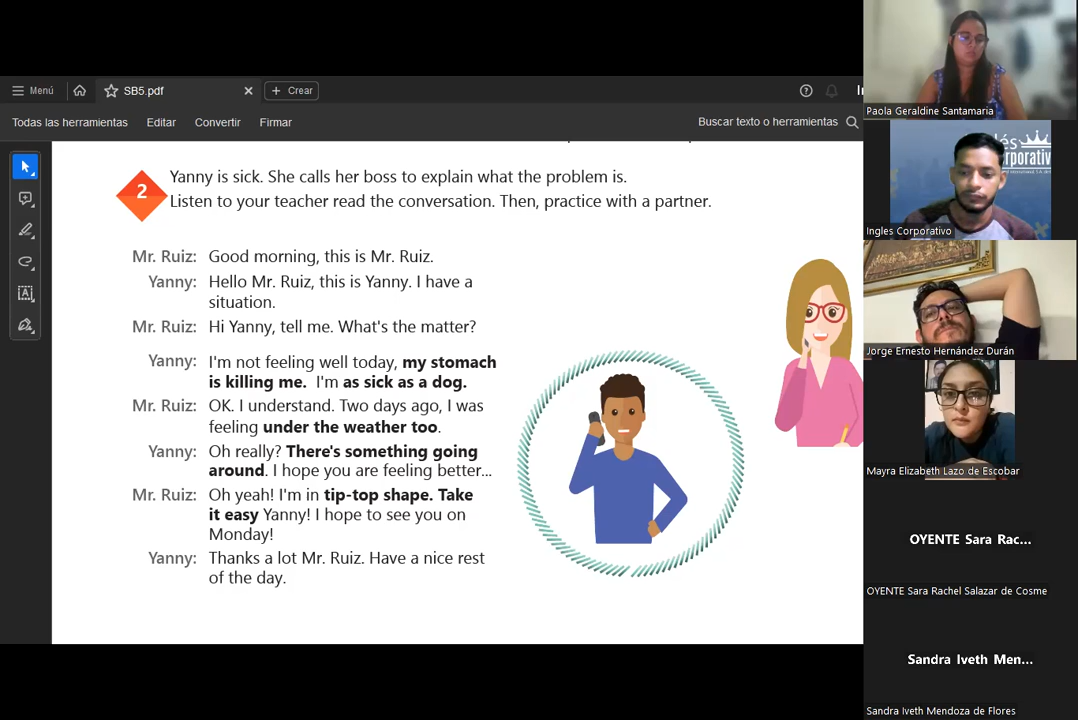 Menú
SB5.pdf
Crear
Todas las herramientas
Editar
Convertir
Firmar
Buscar texto o herramientas
2
Yanny is sick. She calls her boss to explain what the problem is.
Listen to your teacher read the conversation. Then, practice with a partner.
Mr. Ruiz: Good morning, this is Mr. Ruiz.
Yanny: Hello Mr. Ruiz, this is Yanny. I have a
situation.
Mr. Ruiz: Hi Yanny, tell me. What's the matter?
Yanny: I'm not feeling well today, my stomach
is killing me. I'm as sick as a dog.
Mr. Ruiz: OK. I understand. Two days ago, I was
feeling under the weather too.
Yanny: Oh really? There's something going
around. I hope you are feeling better...
Mr. Ruiz: Oh yeah! I'm in tip-top shape. Take
it easy Yanny! I hope to see you on
Monday!
Yanny: Thanks a lot Mr. Ruiz. Have a nice rest
of the day.
Paola Geraldine Santamaria
Ingles Corporativo
Jorge Ernesto Hernández Durán
Mayra Elizabeth Lazo de Escobar
OYENTE Sara Rac...
OYENTE Sara Rachel Salazar de Cosme
Sandra Iveth Men...
Sandra Iveth Mendoza de Flores